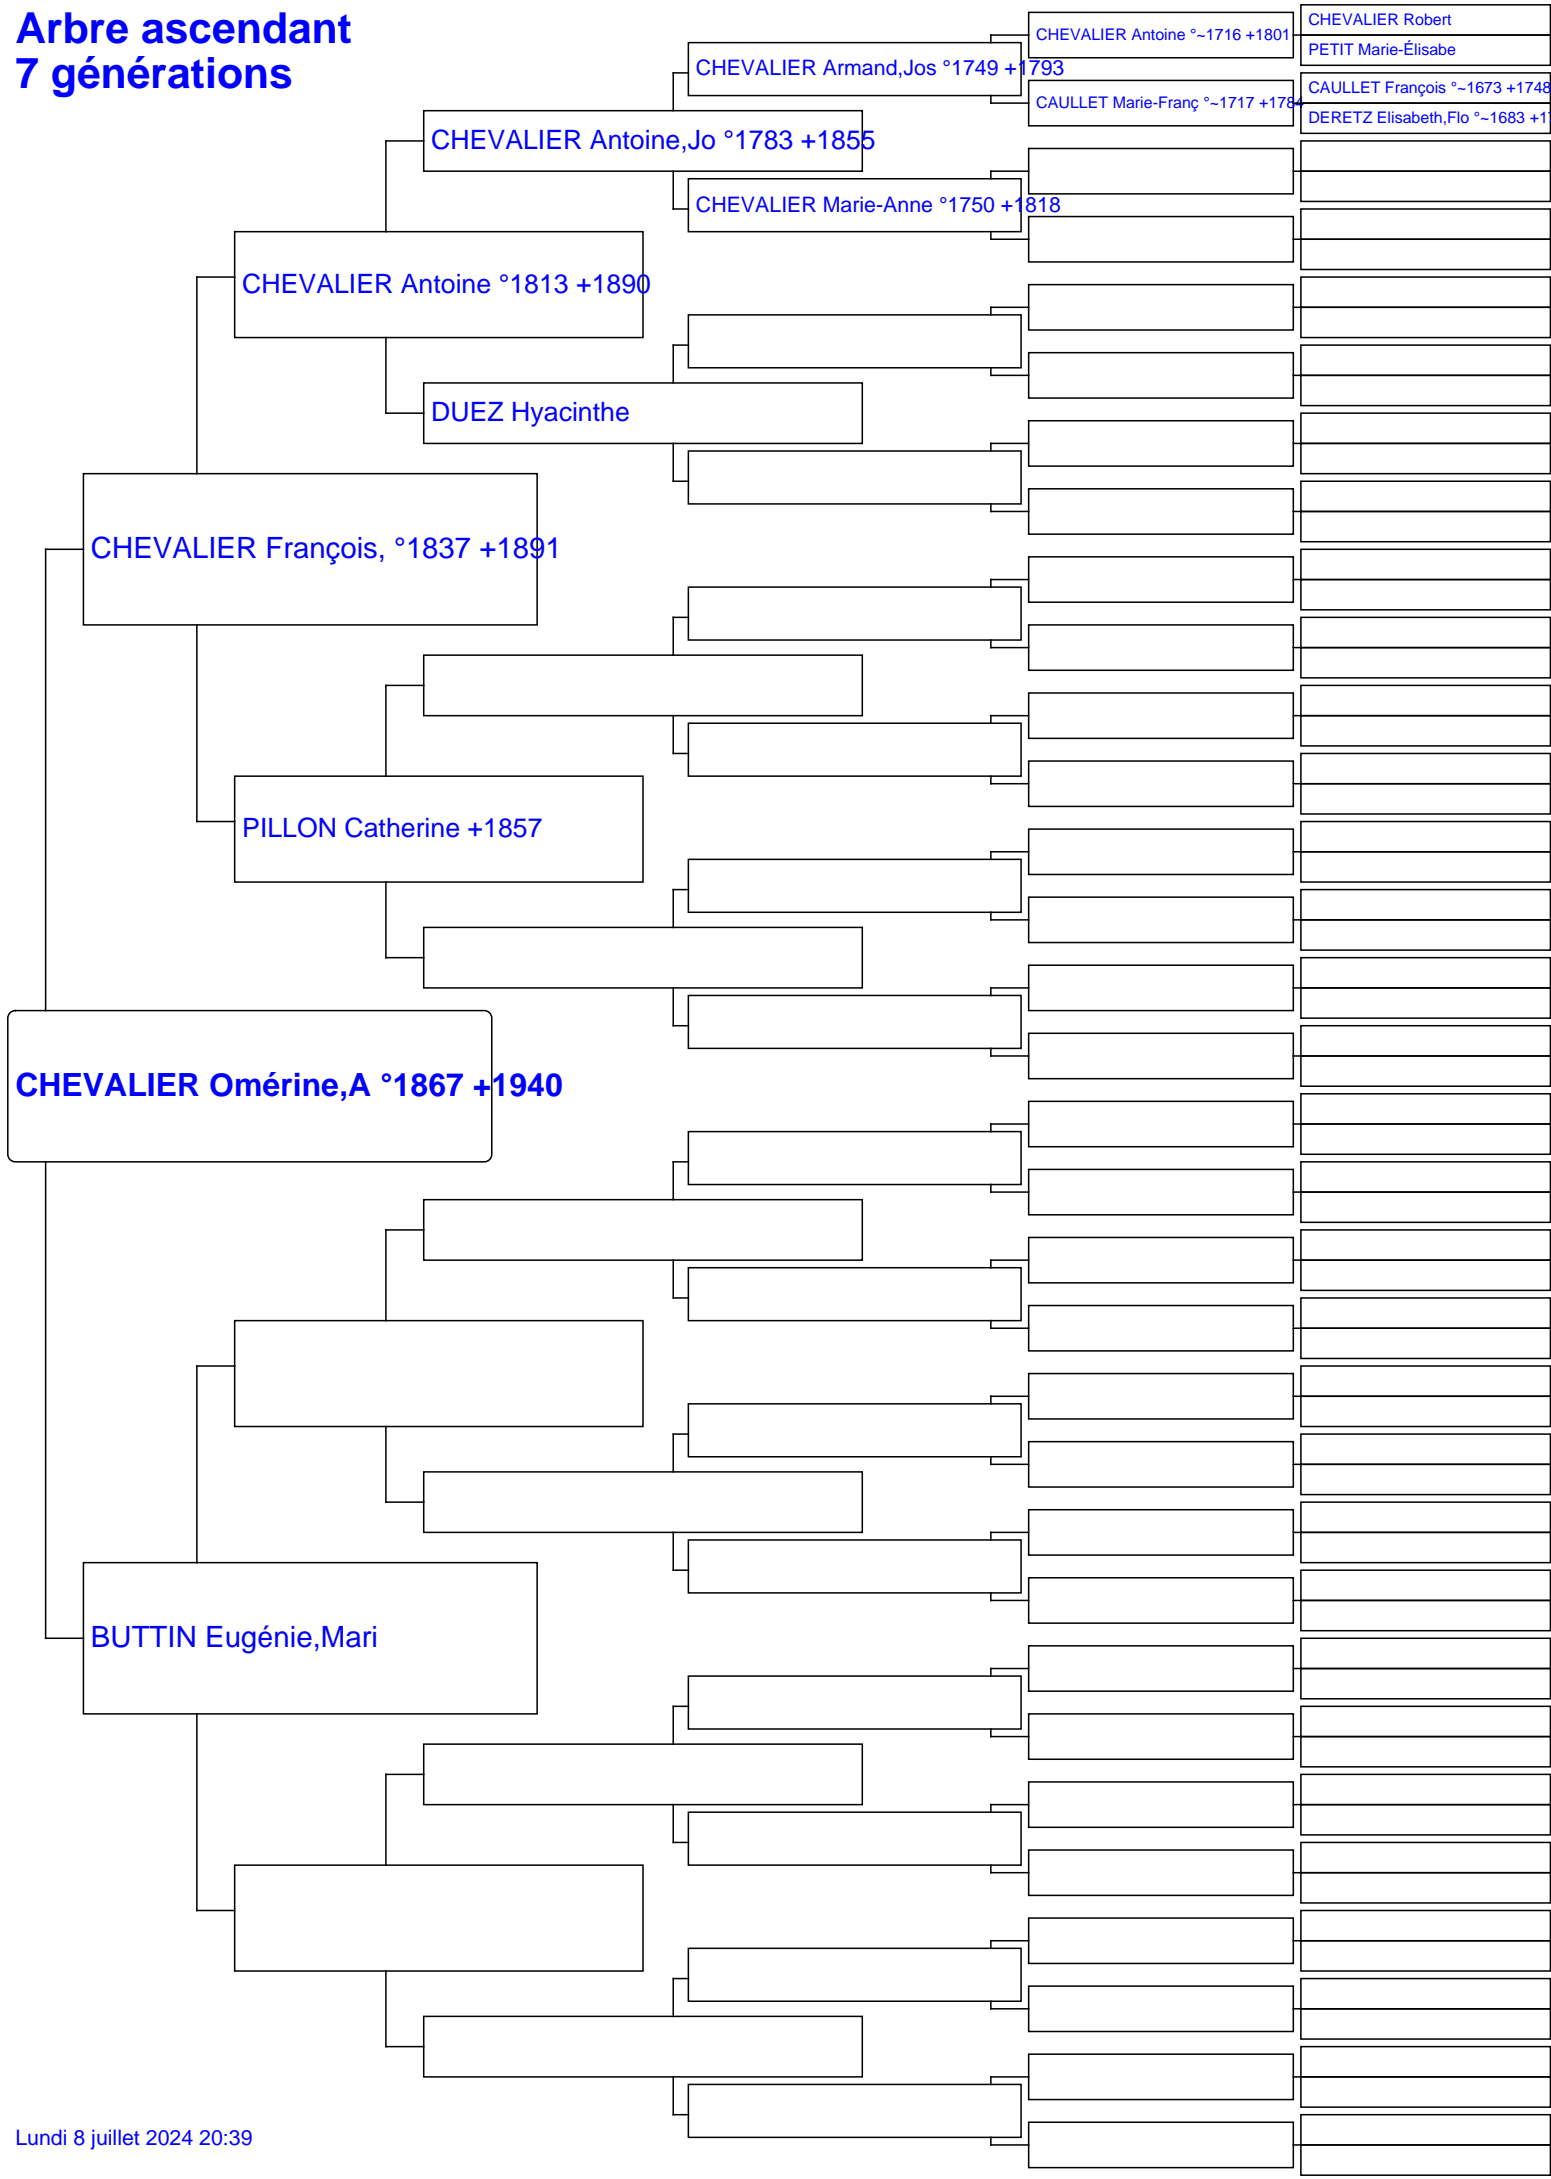 Arbre ascendant
7 générations
CHEVALIER Robert
CHEVALIER Antoine °~1716 +1801
PETIT Marie-Élisabe
CHEVALIER Armand,Jos °1749 +1793
CAULLET François °~1673 +1748
CAULLET Marie-Franç °~1717 +1784
DERETZ Elisabeth,Flo °~1683 +1
CHEVALIER Antoine,Jo °1783 +1855
CHEVALIER Marie-Anne °1750 +1818
CHEVALIER Antoine °1813 +1890
DUEZ Hyacinthe
CHEVALIER François, °1837 +1891
PILLON Catherine +1857
CHEVALIER Omérine,A °1867 +1940
BUTTIN Eugénie,Mari
Lundi 8 juillet 2024 20:39